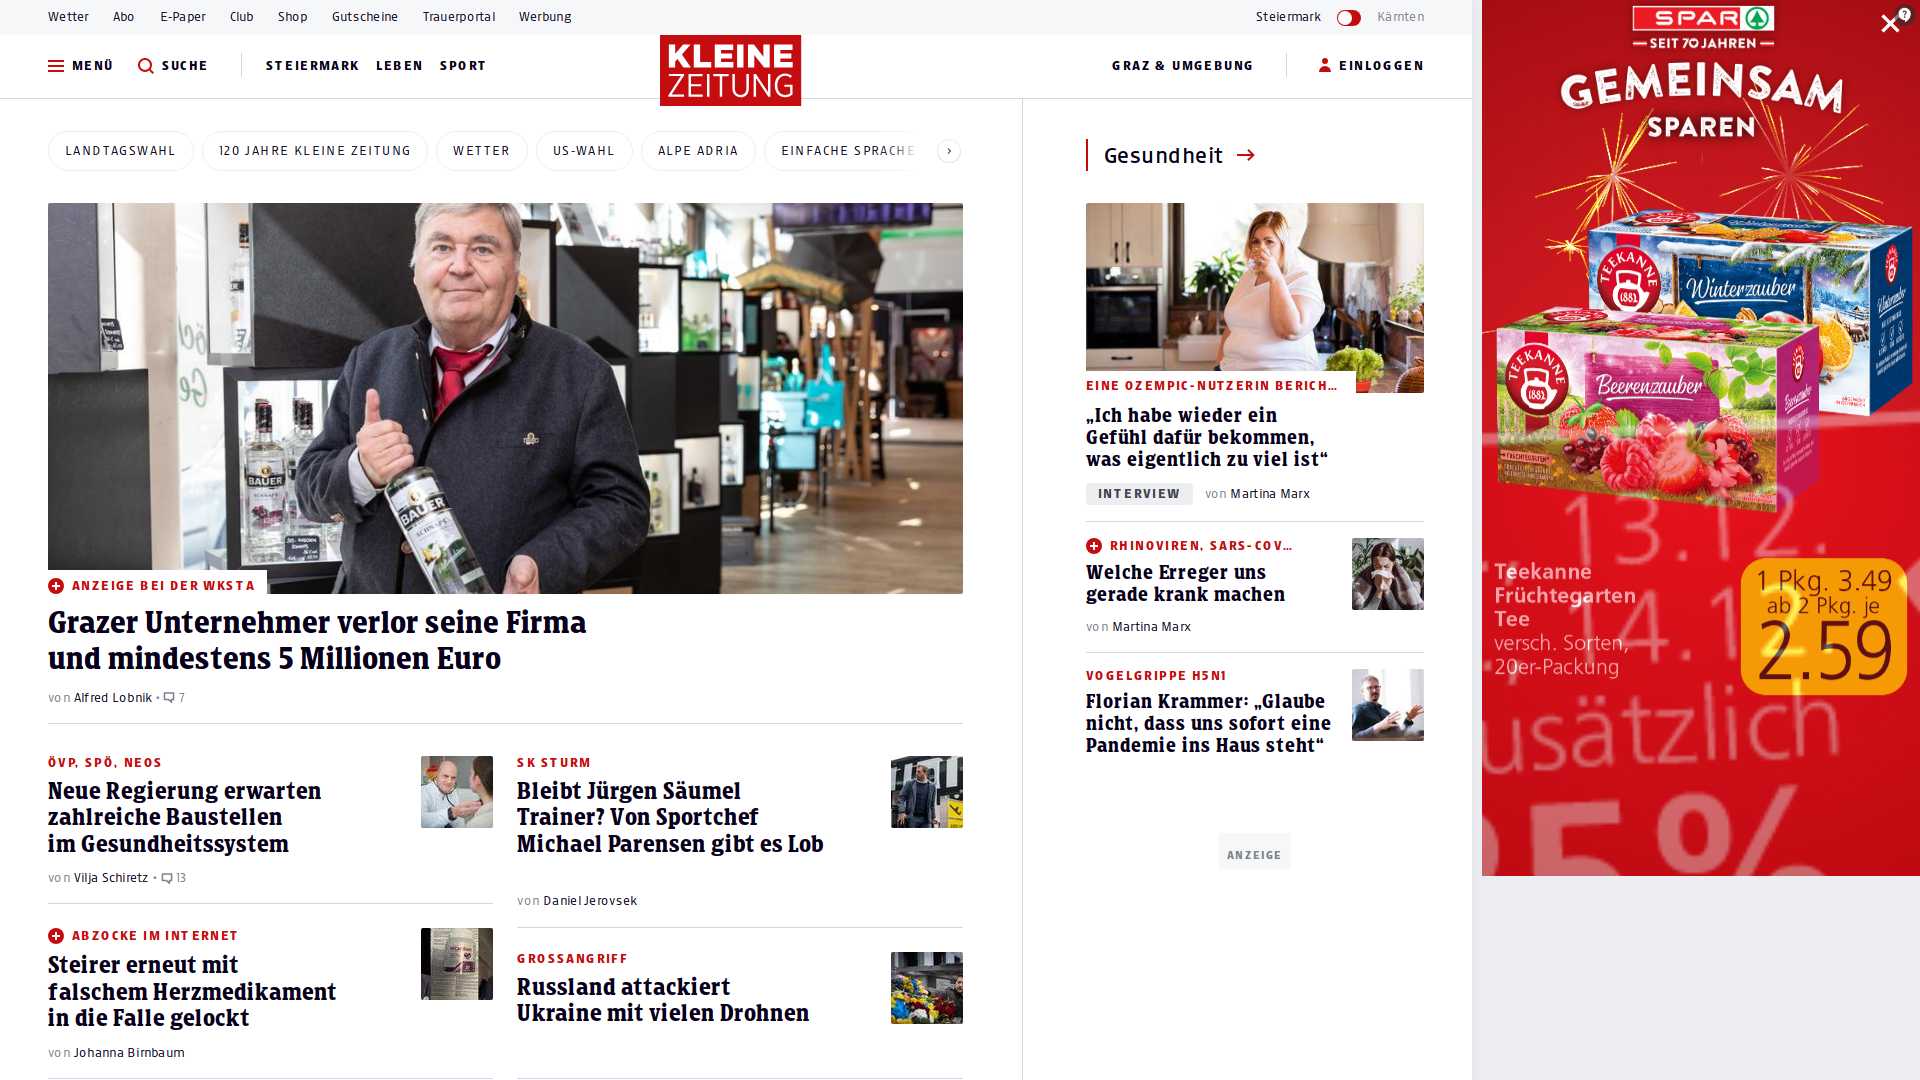 Wetter Abo E-Paper Club Shop Gutscheine Trauerportal Werbung
Steiermark Kärnten
MENÜ SUCHE STEIERMARK LEBEN SPORT
KLEINE
ZEITUNG
GRAZ & UMGEBUNG EINLOGGEN
LANDTAGSWAHL 120 JAHRE KLEINE ZEITUNG WETTER US-WAHL ALPE ADRIA EINFACHE SPRACHE
BAUER
BAUER
SCHNAPS
ANZEIGE BEI DER WKSTA
Grazer Unternehmer verlor seine Firma
und mindestens 5 Millionen Euro
von Alfred Lobnik • 7
ÖVP, SPÖ, NEOS
Neue Regierung erwarten
zahlreiche Baustellen
im Gesundheitssystem
von Vilja Schiretz • 13
ABZOCKE IM INTERNET
Steirer erneut mit
falschem Herzmedikament
in die Falle gelockt
von Johanna Birnbaum
SK STURM
Bleibt Jürgen Säumel
Trainer? Von Sportchef
Michael Parensen gibt es Lob
von Daniel Jerovsek
GROSSANGRIFF
Russland attackiert
Ukraine mit vielen Drohnen
Gesundheit
EINE OZEMPIC-NUTZERIN BERICH…
„Ich habe wieder ein
Gefühl dafür bekommen,
was eigentlich zu viel ist“
INTERVIEW von Martina Marx
RHINOVIREN, SARS-COV…
Welche Erreger uns
gerade krank machen
von Martina Marx
VOGELGRIPPE H5N1
Florian Krammer: „Glaube
nicht, dass uns sofort eine
Pandemie ins Haus steht“
ANZEIGE
SPAR
SEIT 70 JAHREN
GEMEINSAM
SPAREN
TEEKANNE
1882
Winterzauber
TEEKANNE
1882
Beerenzauber
13.12.
14.12
Teekanne
Früchtegarten
Tee
versch. Sorten,
20er-Packung
1 Pkg. 3.49
ab 2 Pkg. je
2.59
usätzlich
25%